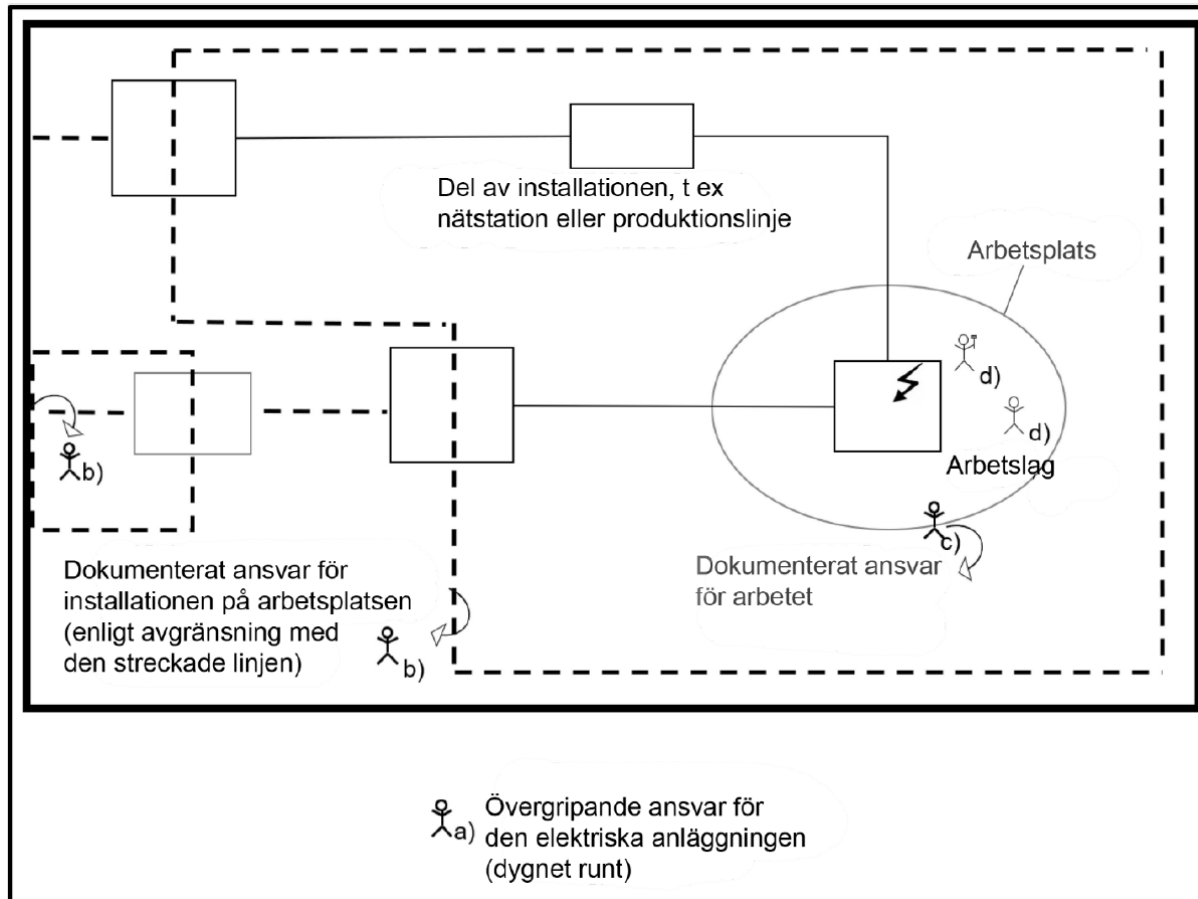 Del av installationen, t ex
nätstation eller produktionslinje
Arbetsplats
d)
d)
Arbetslag
b)
c)
Dokumenterat ansvar
för arbetet
Dokumenterat ansvar för
installationen på arbetsplatsen
(enligt avgränsning med
den streckade linjen)
b)
a)
Övergripande ansvar för
den elektriska anläggningen
(dygnet runt)